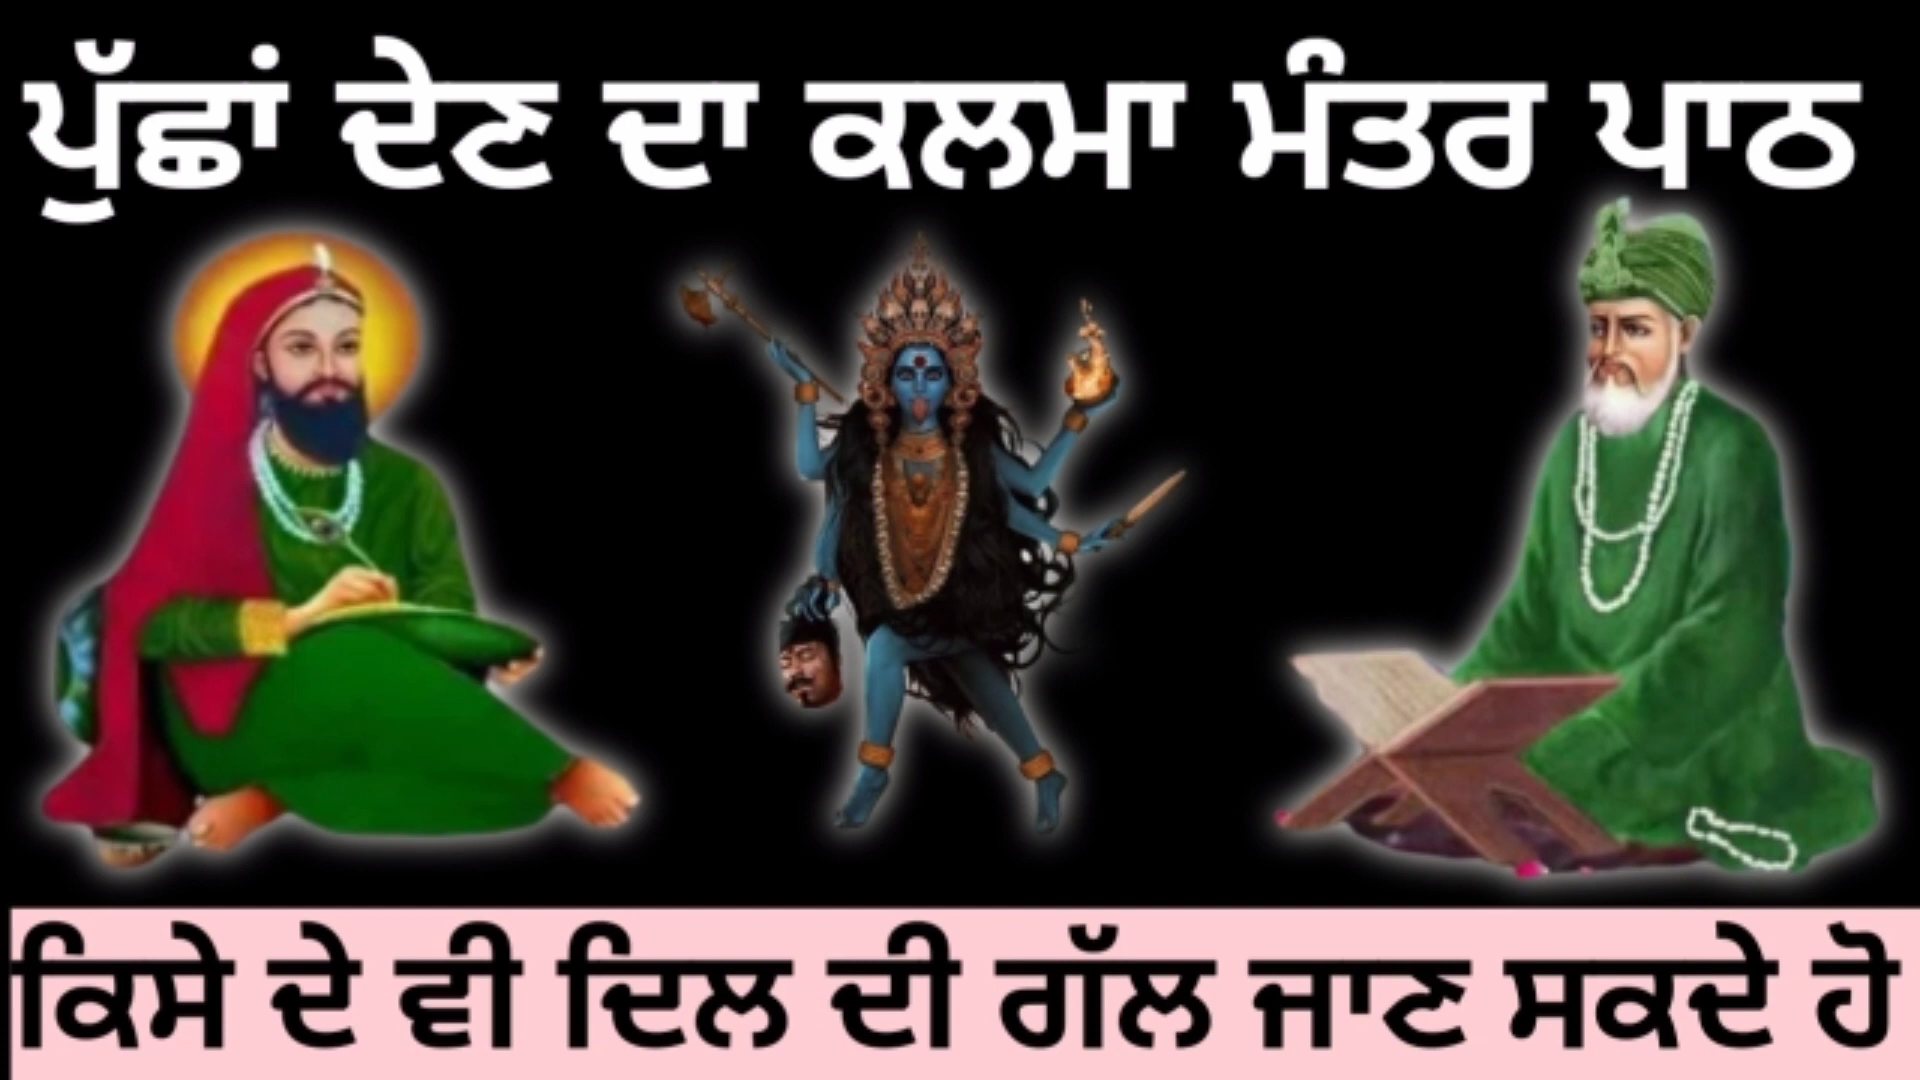 ਪੁੱਛਾਂ ਦੇਣ ਦਾ ਕਲਮਾ ਮੰਤਰ ਪਾਠ
ਕਿਸੇ ਦੇ ਵੀ ਦਿਲ ਦੀ ਗੱਲ ਜਾਣ ਸਕਦੇ ਹੋ